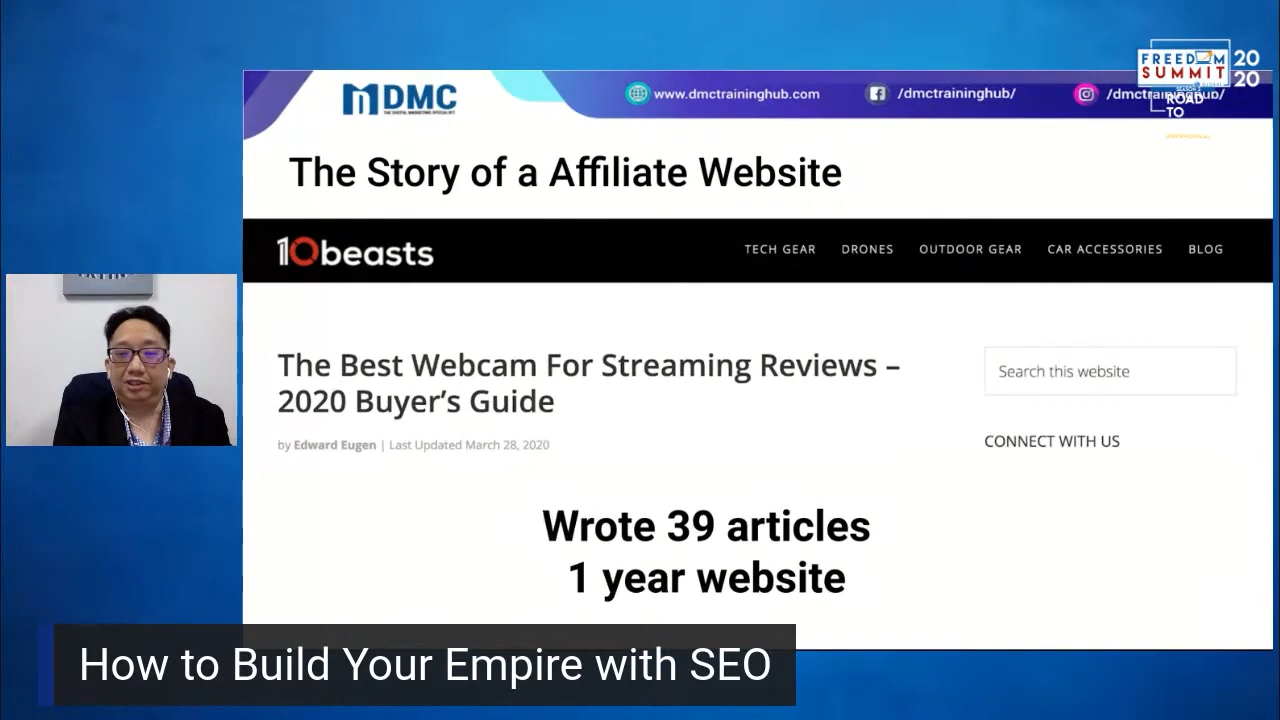 FREEDOM
SUMMIT
2020
ROAD
TO
DMC
www.dmctraininghub.com
/dmctraininghub/
The Story of a Affiliate Website
10beasts
TECH GEAR
DRONES
OUTDOOR GEAR
CAR ACCESSORIES
BLOG
The Best Webcam For Streaming Reviews –
2020 Buyer’s Guide
Search this website
by Edward Eugen | Last Updated March 28, 2020
CONNECT WITH US
Wrote 39 articles
1 year website
How to Build Your Empire with SEO